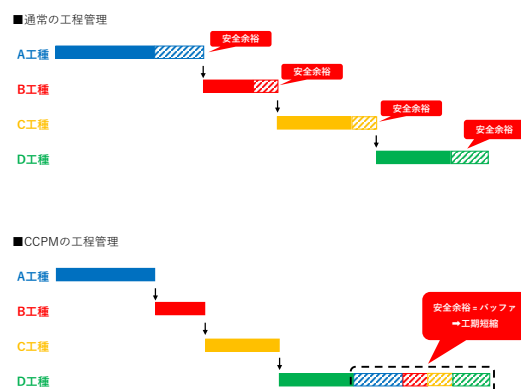 ■通常の工程管理
安全余裕
A工種
安全余裕
B工種
安全余裕
C工種
安全余裕
D工種
■CCPMの工程管理
A工種
安全余裕=バッファ
➡工期短縮
B工種
C工種
D工種